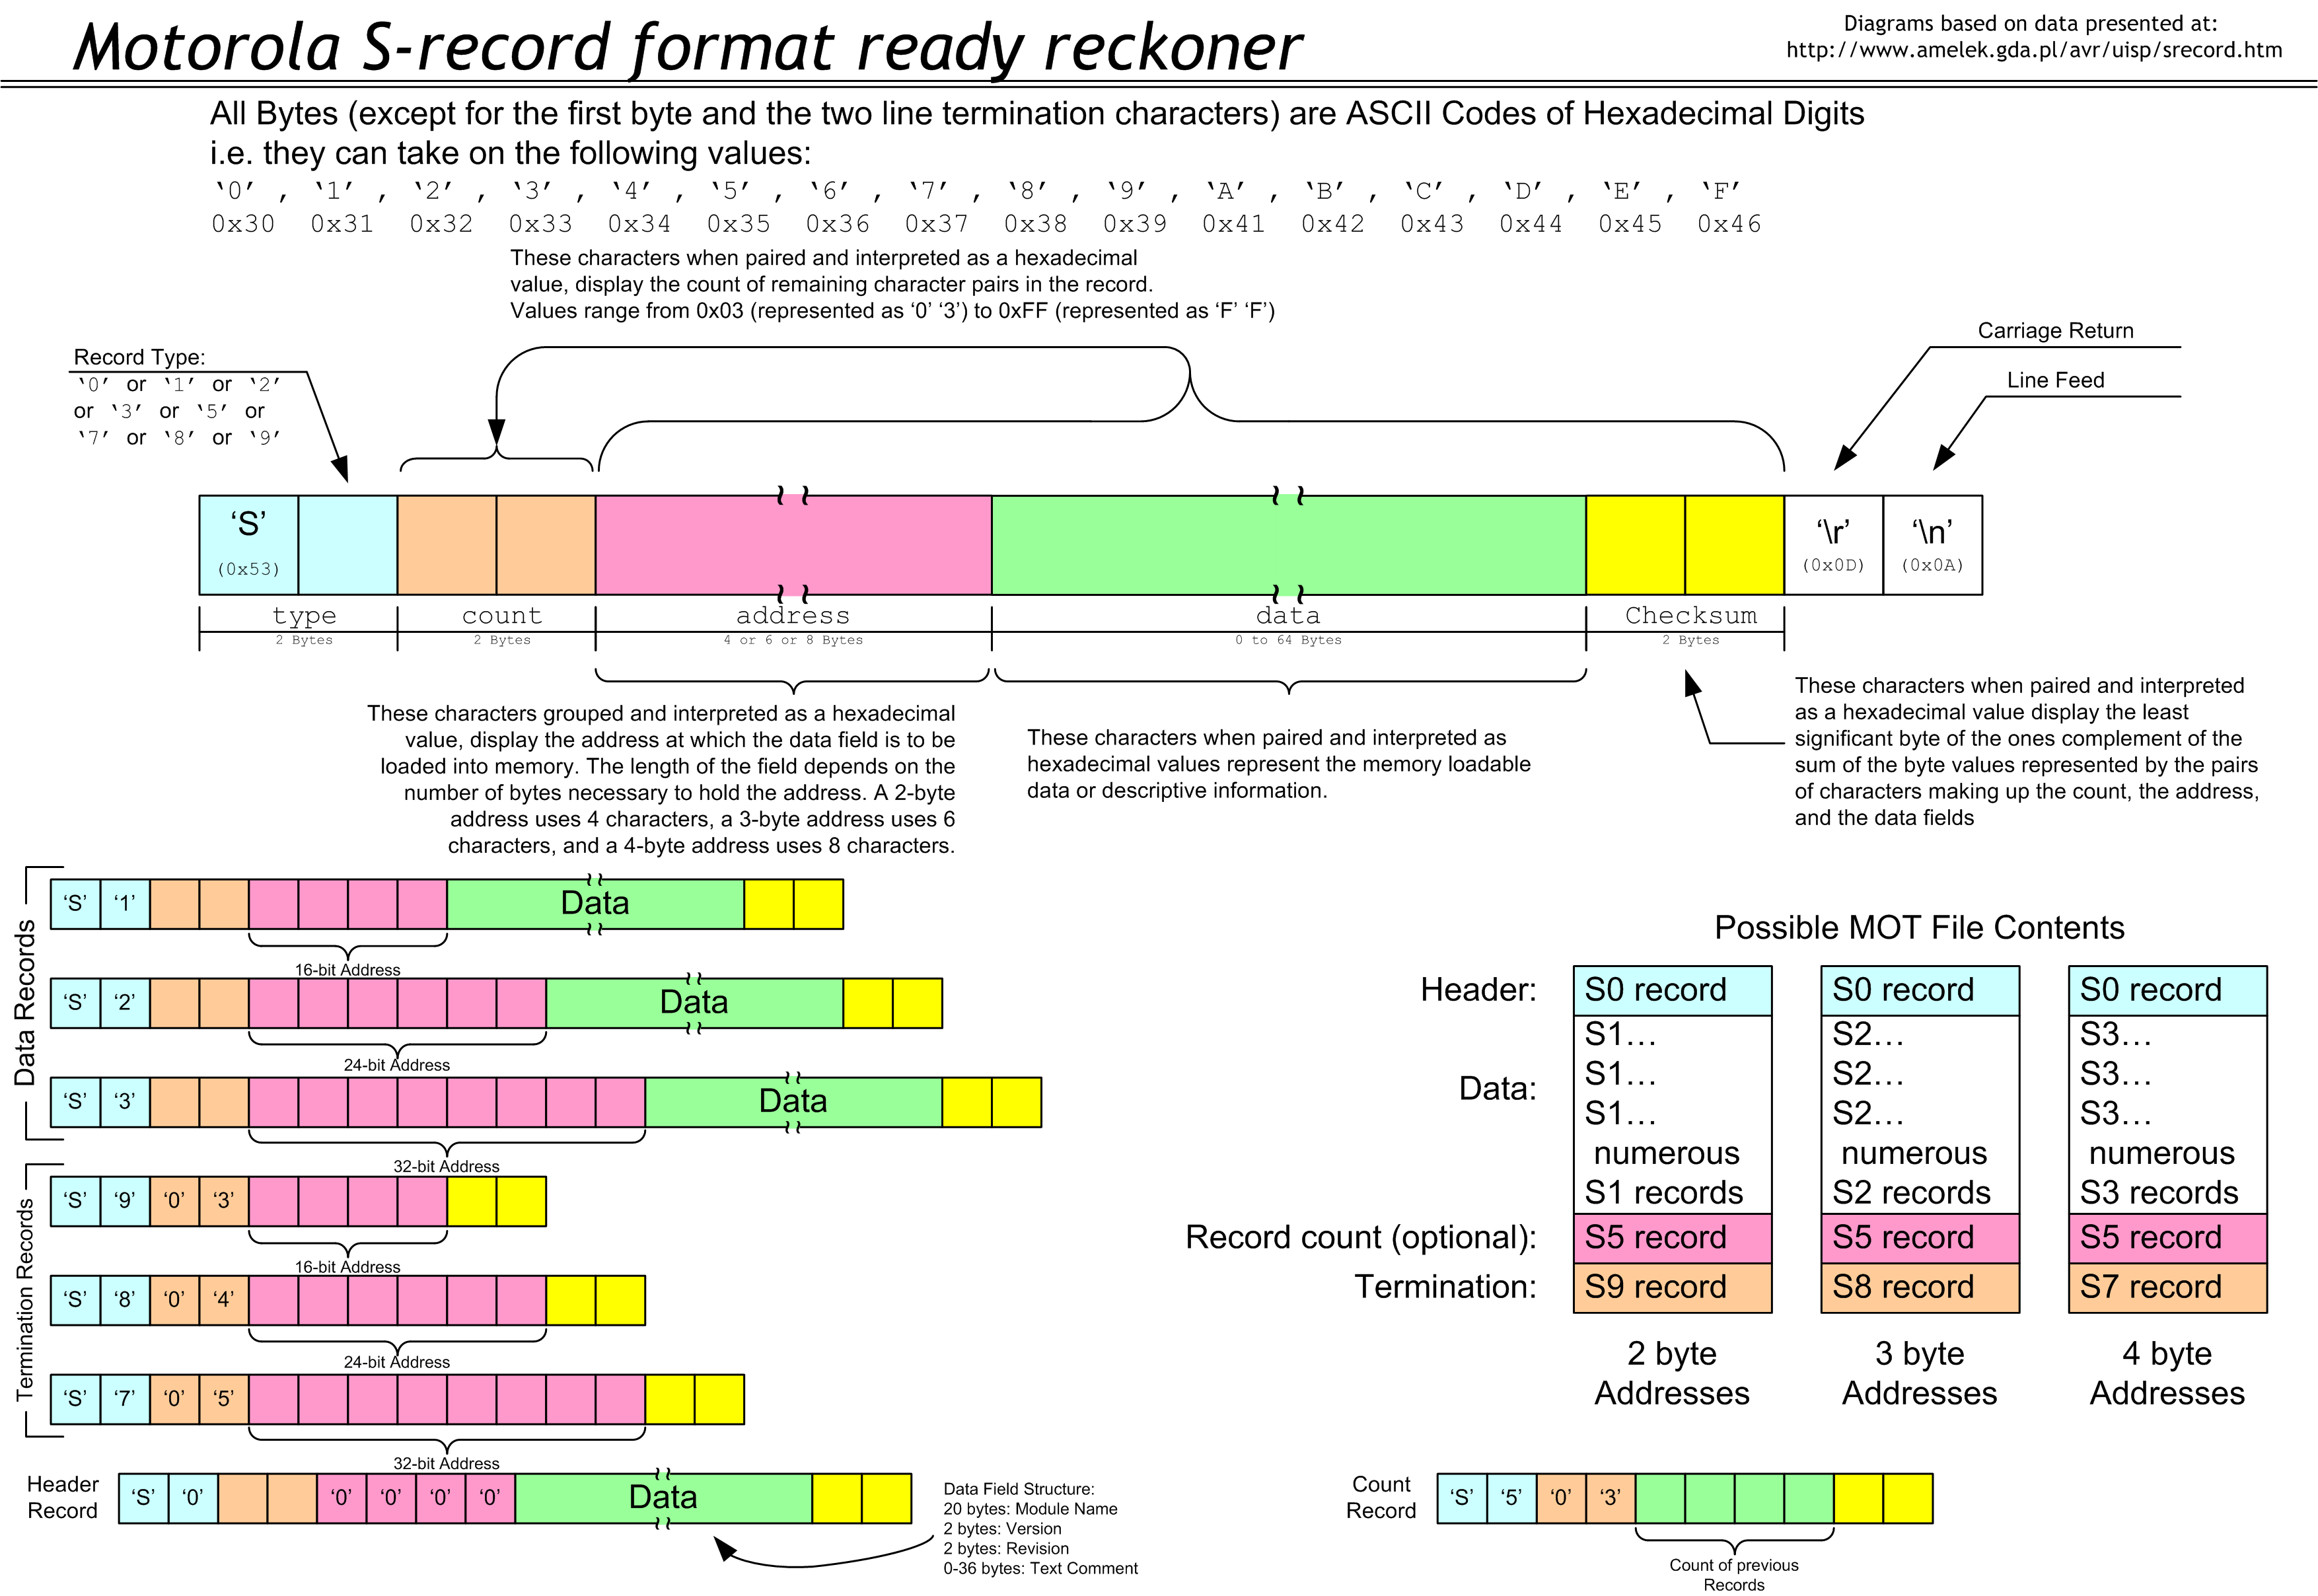 Motorola S-record format ready reckoner
Diagrams based on data presented at:
http://www.amelek.gda.pl/avr/uisp/srecord.htm
All Bytes (except for the first byte and the two line termination characters) are ASCII Codes of Hexadecimal Digits
i.e. they can take on the following values:
‘0’ , ‘1’ , ‘2’ , ‘3’ , ‘4’ , ‘5’ , ‘6’ , ‘7’ , ‘8’ , ‘9’ , ‘A’ , ‘B’ , ‘C’ , ‘D’ , ‘E’ , ‘F’
0x30 0x31 0x32 0x33 0x34 0x35 0x36 0x37 0x38 0x39 0x41 0x42 0x43 0x44 0x45 0x46
These characters when paired and interpreted as a hexadecimal
value, display the count of remaining character pairs in the record.
Values range from 0x03 (represented as ‘0’ ‘3’) to 0xFF (represented as ‘F’ ‘F’)
Record Type:
‘0’ or ‘1’ or ‘2’
or ‘3’ or ‘5’ or
‘7’ or ‘8’ or ‘9’
Carriage Return
Line Feed
‘S’ ‘\r’ ‘\n’
(0x53) (0x0D) (0x0A)
type count address data Checksum
2 Bytes 2 Bytes 4 or 6 or 8 Bytes 0 to 64 Bytes 2 Bytes
These characters grouped and interpreted as a hexadecimal
value, display the address at which the data field is to be
loaded into memory. The length of the field depends on the
number of bytes necessary to hold the address. A 2-byte
address uses 4 characters, a 3-byte address uses 6
characters, and a 4-byte address uses 8 characters.
These characters when paired and interpreted as
hexadecimal values represent the memory loadable
data or descriptive information.
These characters when paired and interpreted
as a hexadecimal value display the least
significant byte of the ones complement of the
sum of the byte values represented by the pairs
of characters making up the count, the address,
and the data fields
Data Records
‘S’ ‘1’ Data
16-bit Address
‘S’ ‘2’ Data
24-bit Address
‘S’ ‘3’ Data
32-bit Address
Termination Records
‘S’ ‘9’ ‘0’ ‘3’
16-bit Address
‘S’ ‘8’ ‘0’ ‘4’
24-bit Address
‘S’ ‘7’ ‘0’ ‘5’
32-bit Address
Header
Record
‘S’ ‘0’ ‘0’ ‘0’ ‘0’ ‘0’ Data
Data Field Structure:
20 bytes: Module Name
2 bytes: Version
2 bytes: Revision
0-36 bytes: Text Comment
Possible MOT File Contents
Header: S0 record S0 record S0 record
S1… S2… S3…
Data: S1… S2… S3…
S1… S2… S3…
numerous numerous numerous
S1 records S2 records S3 records
Record count (optional): S5 record S5 record S5 record
Termination: S9 record S8 record S7 record
2 byte 3 byte 4 byte
Addresses Addresses Addresses
Count
Record
‘S’ ‘5’ ‘0’ ‘3’
Count of previous
Records